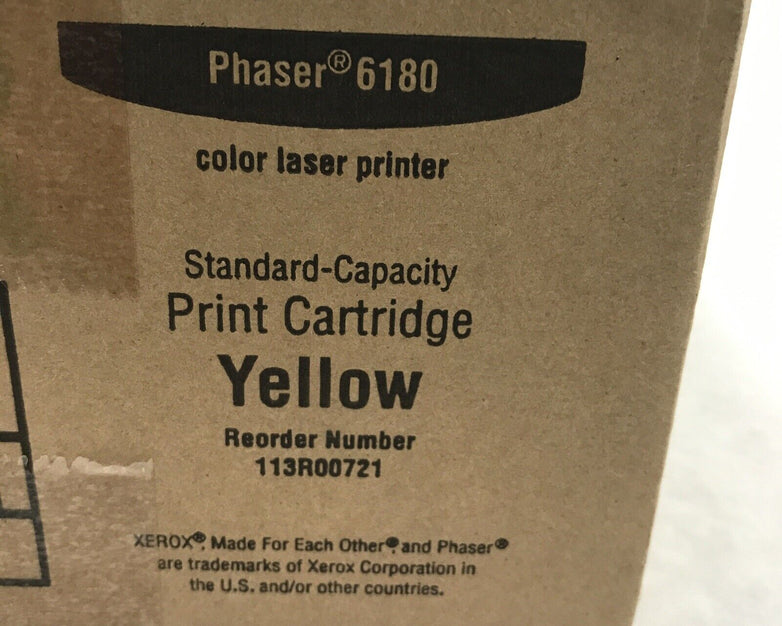 Phaser® 6180
color laser printer
Standard-Capacity
Print Cartridge
Yellow
Reorder Number
113R00721
XEROX®, Made For Each Other®, and Phaser®
are trademarks of Xerox Corporation in
the U.S. and/or other countries.